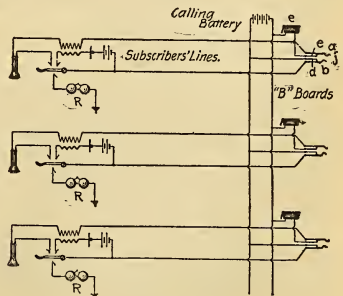 Calling
Battery
e
e a
Subscribers' Lines.
d b
R
"B" Boards
R
e
R